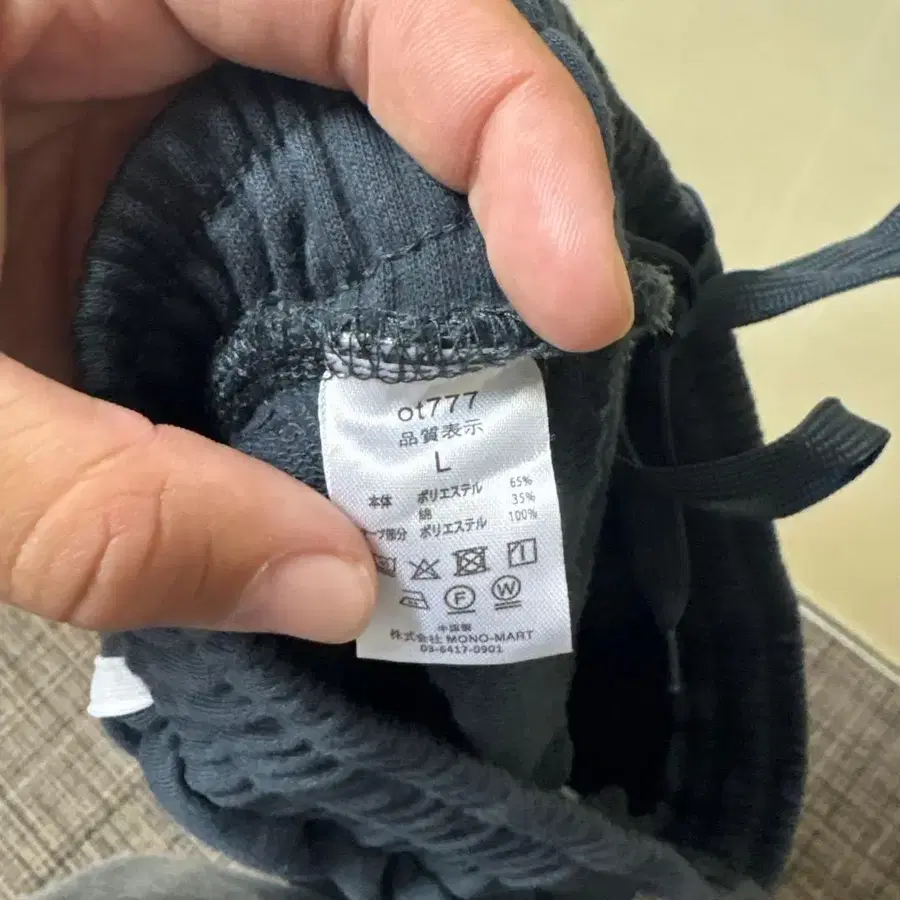 ot777
品質表示
L
本体 ポリエステル 65%
綿 35%
ープ部分 ポリエステル 100%
F W
中国製
株式会社 MONO-MART
03-6417-0901